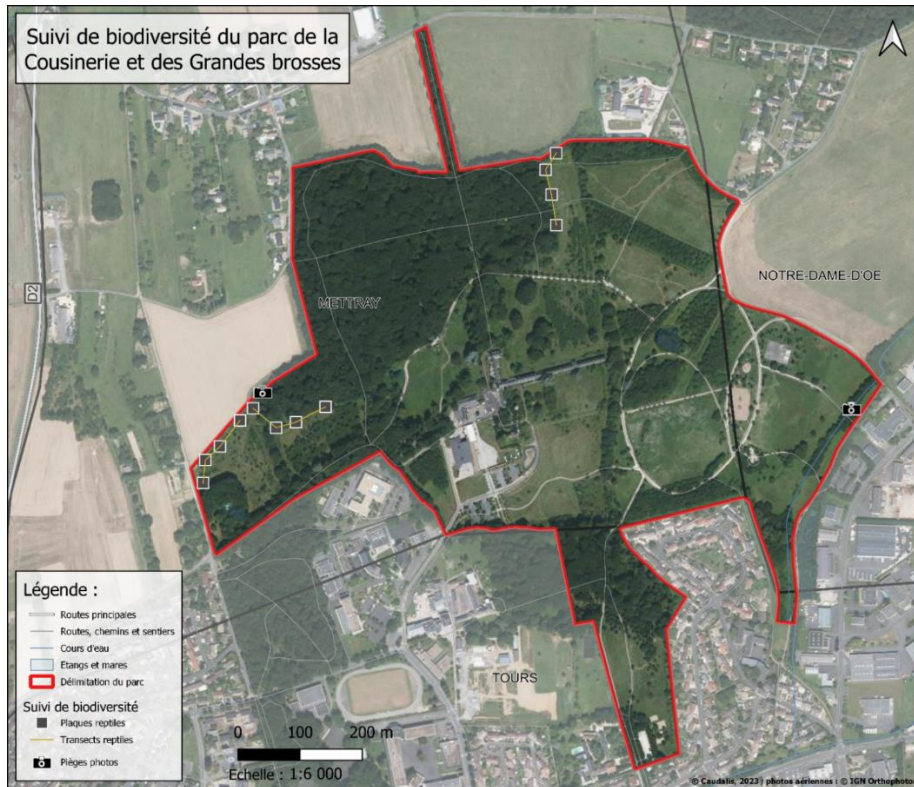 Suivi de biodiversité du parc de la
Cousinerie et des Grandes brosses
NOTRE-DAME-D'OE
D2
METTRAY
Légende :
Routes principales
Routes, chemins et sentiers
Cours d'eau
Etangs et mares
Délimitation du parc
Suivi de biodiversité
Plaques reptiles
Transects reptiles
Pièges photos
TOURS
0 100 200 m
Echelle : 1:6 000
© Caudalis, 2023 | photos aériennes : © IGN Orthophoto